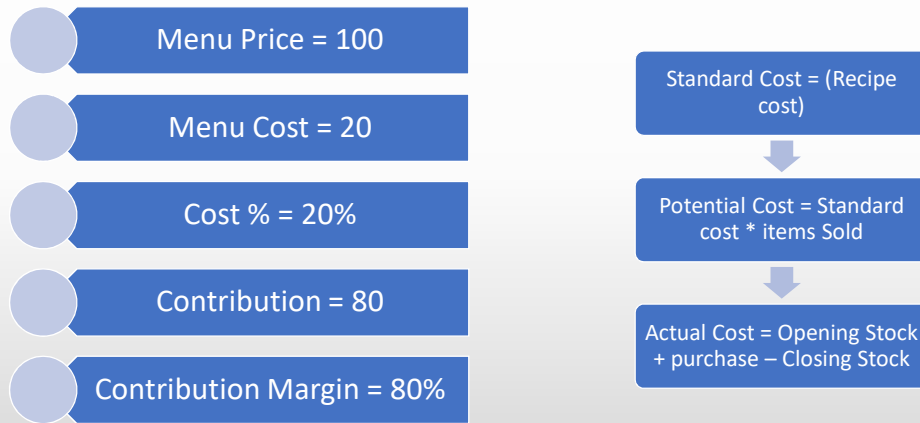 Menu Price = 100
Menu Cost = 20
Cost % = 20%
Contribution = 80
Contribution Margin = 80%
Standard Cost = (Recipe
cost)
Potential Cost = Standard
cost * items Sold
Actual Cost = Opening Stock
+ purchase – Closing Stock